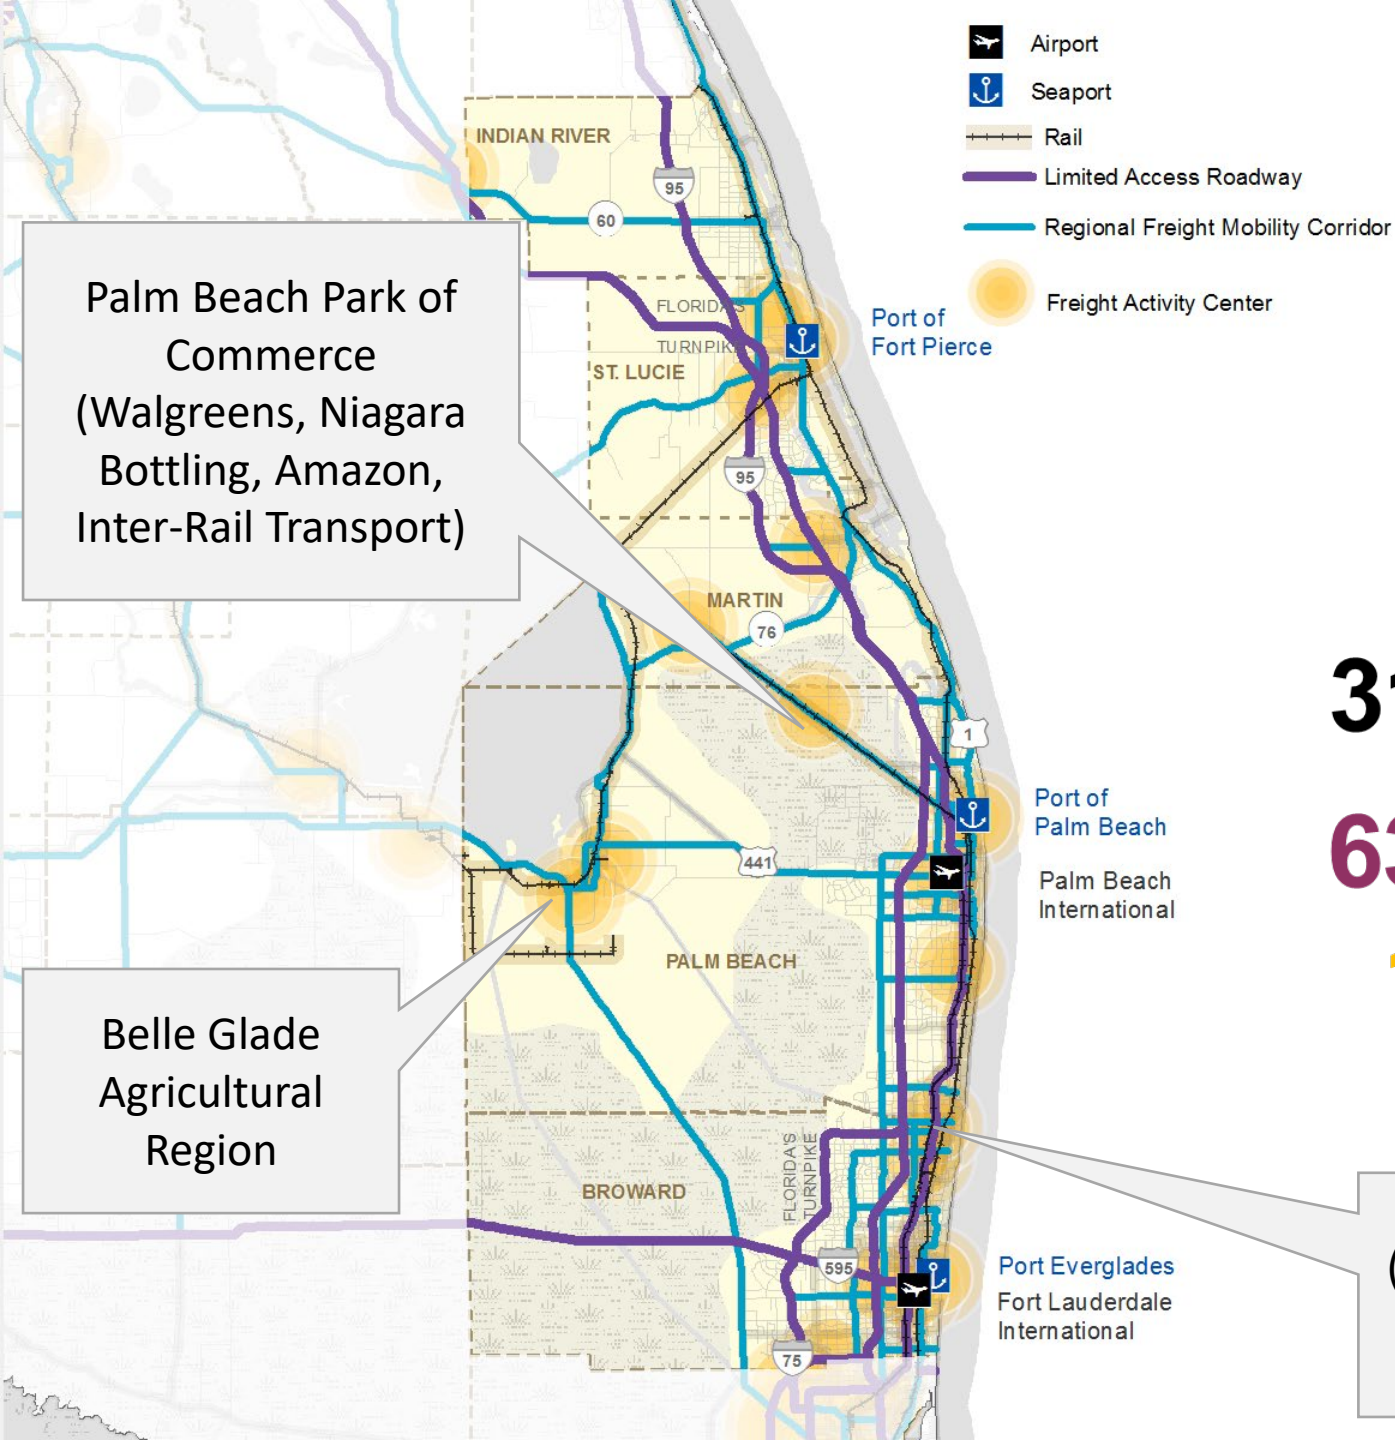 Airport
Seaport
Rail
Limited Access Roadway
Regional Freight Mobility Corridor
Freight Activity Center
INDIAN RIVER
95
60
Palm Beach Park of
Commerce
(Walgreens, Niagara
Bottling, Amazon,
Inter-Rail Transport)
FLORIDA'S
TURNPIKE
Port of
Fort Pierce
ST. LUCIE
95
MARTIN
76
1
Port of
Palm Beach
441
Palm Beach
International
PALM BEACH
Belle Glade
Agricultural
Region
FLORIDA'S
TURNPIKE
BROWARD
595
Port Everglades
Fort Lauderdale
International
75